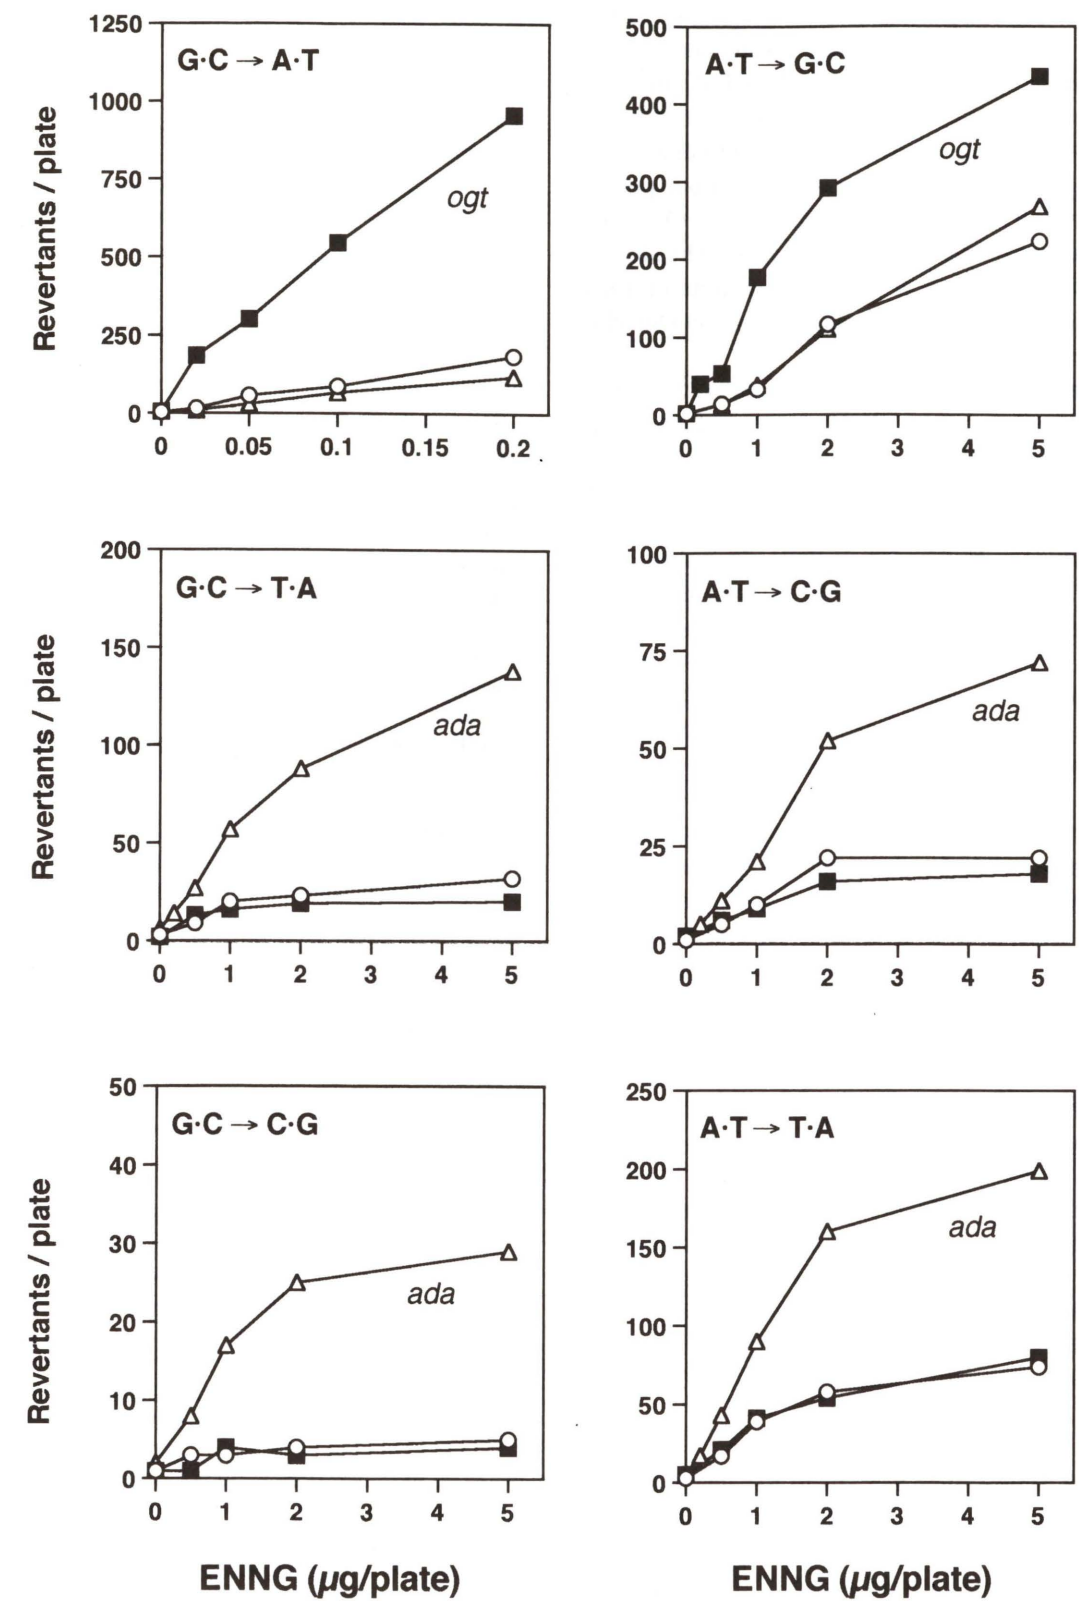 Revertants / plate
1250
1000
750
500
250
0
G·C → A·T
ogt
0 0.05 0.1 0.15 0.2
500
400
300
200
100
0
A·T → G·C
ogt
0 1 2 3 4 5
Revertants / plate
200
150
100
50
0
G·C → T·A
ada
0 1 2 3 4 5
100
75
50
25
0
A·T → C·G
ada
0 1 2 3 4 5
Revertants / plate
50
40
30
20
10
0
G·C → C·G
ada
0 1 2 3 4 5
ENNG (μg/plate)
250
200
150
100
50
0
A·T → T·A
ada
0 1 2 3 4 5
ENNG (μg/plate)